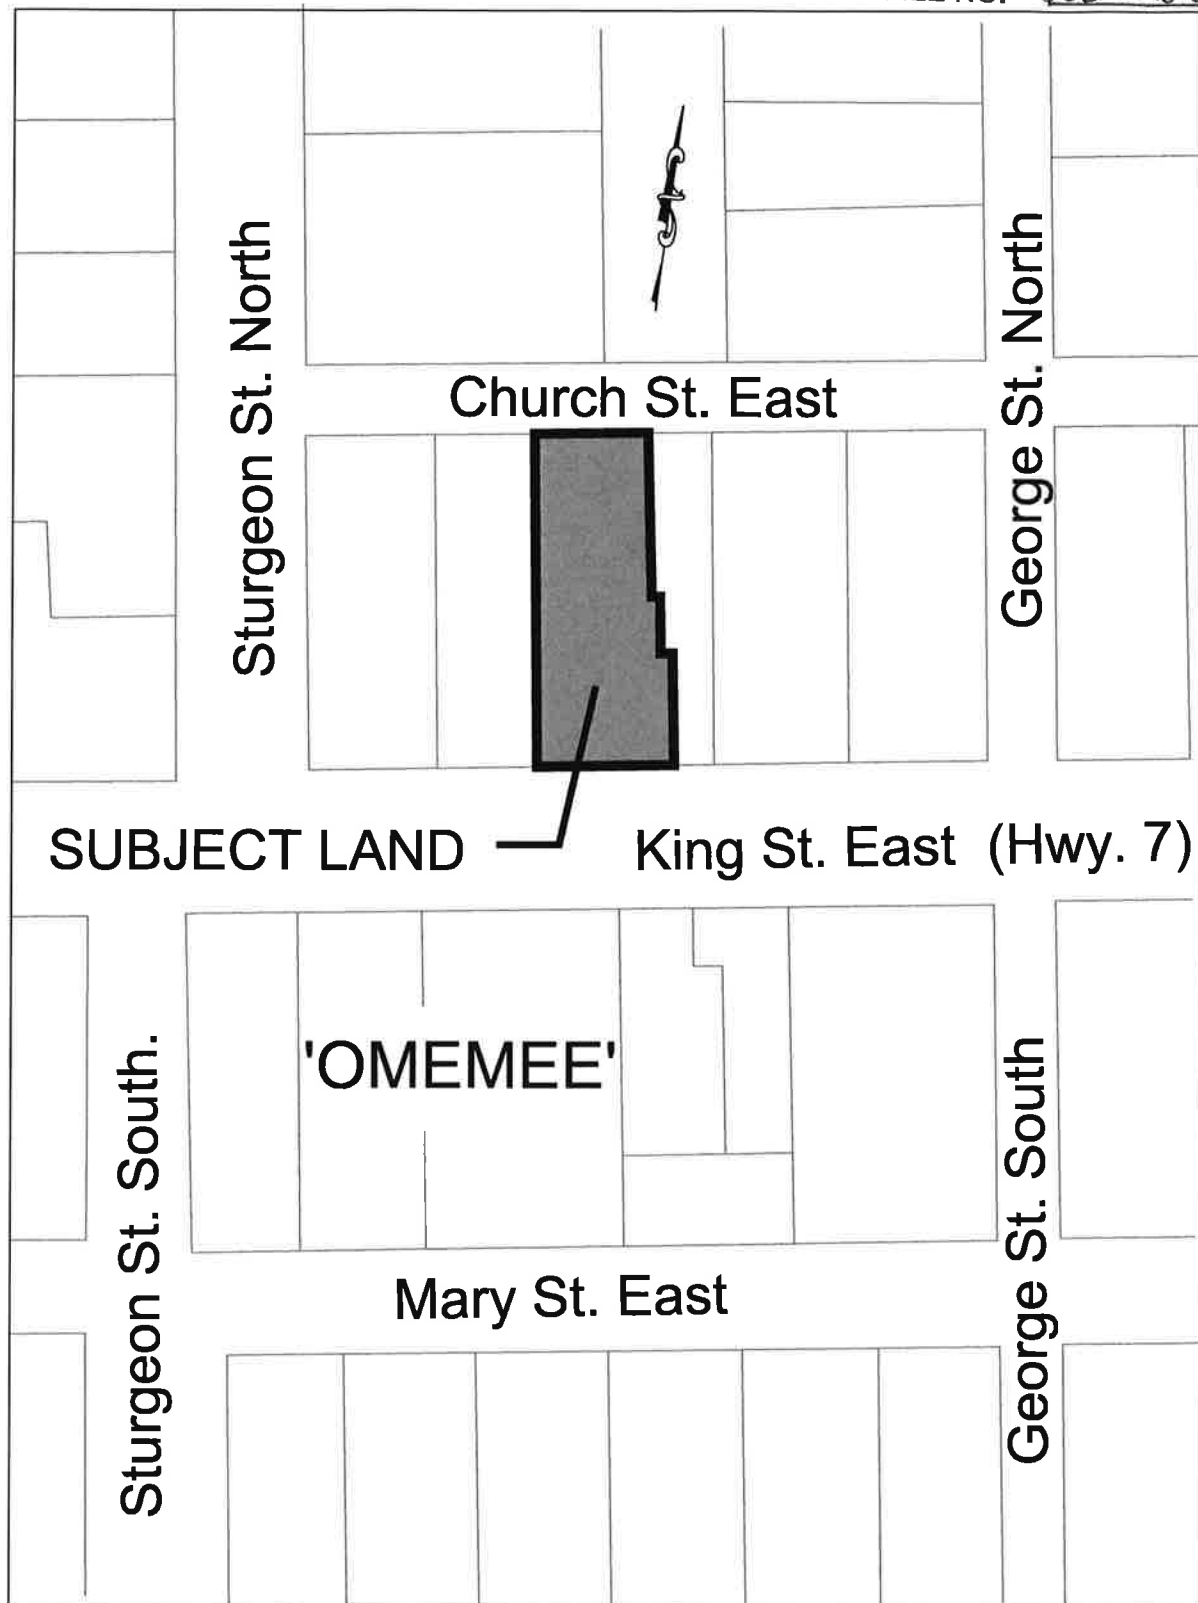 NO.
Sturgeon St. North
George St. North
Church St. East
SUBJECT LAND
King St. East (Hwy. 7)
'OMEMEE'
Sturgeon St. South.
George St. South
Mary St. East